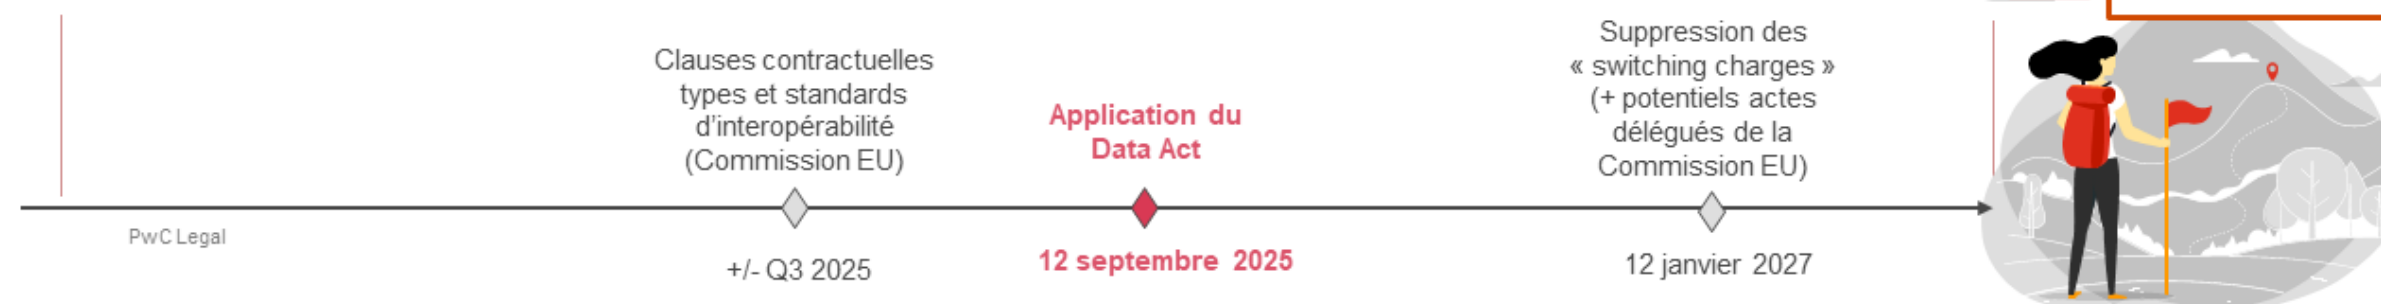 Clauses contractuelles
types et standards
d'interopérabilité
(Commission EU)
+/- Q3 2025
Application du
Data Act
12 septembre 2025
Suppression des
« switching charges »
(+ potentiels actes
délégués de la
Commission EU)
12 janvier 2027
PwC Legal